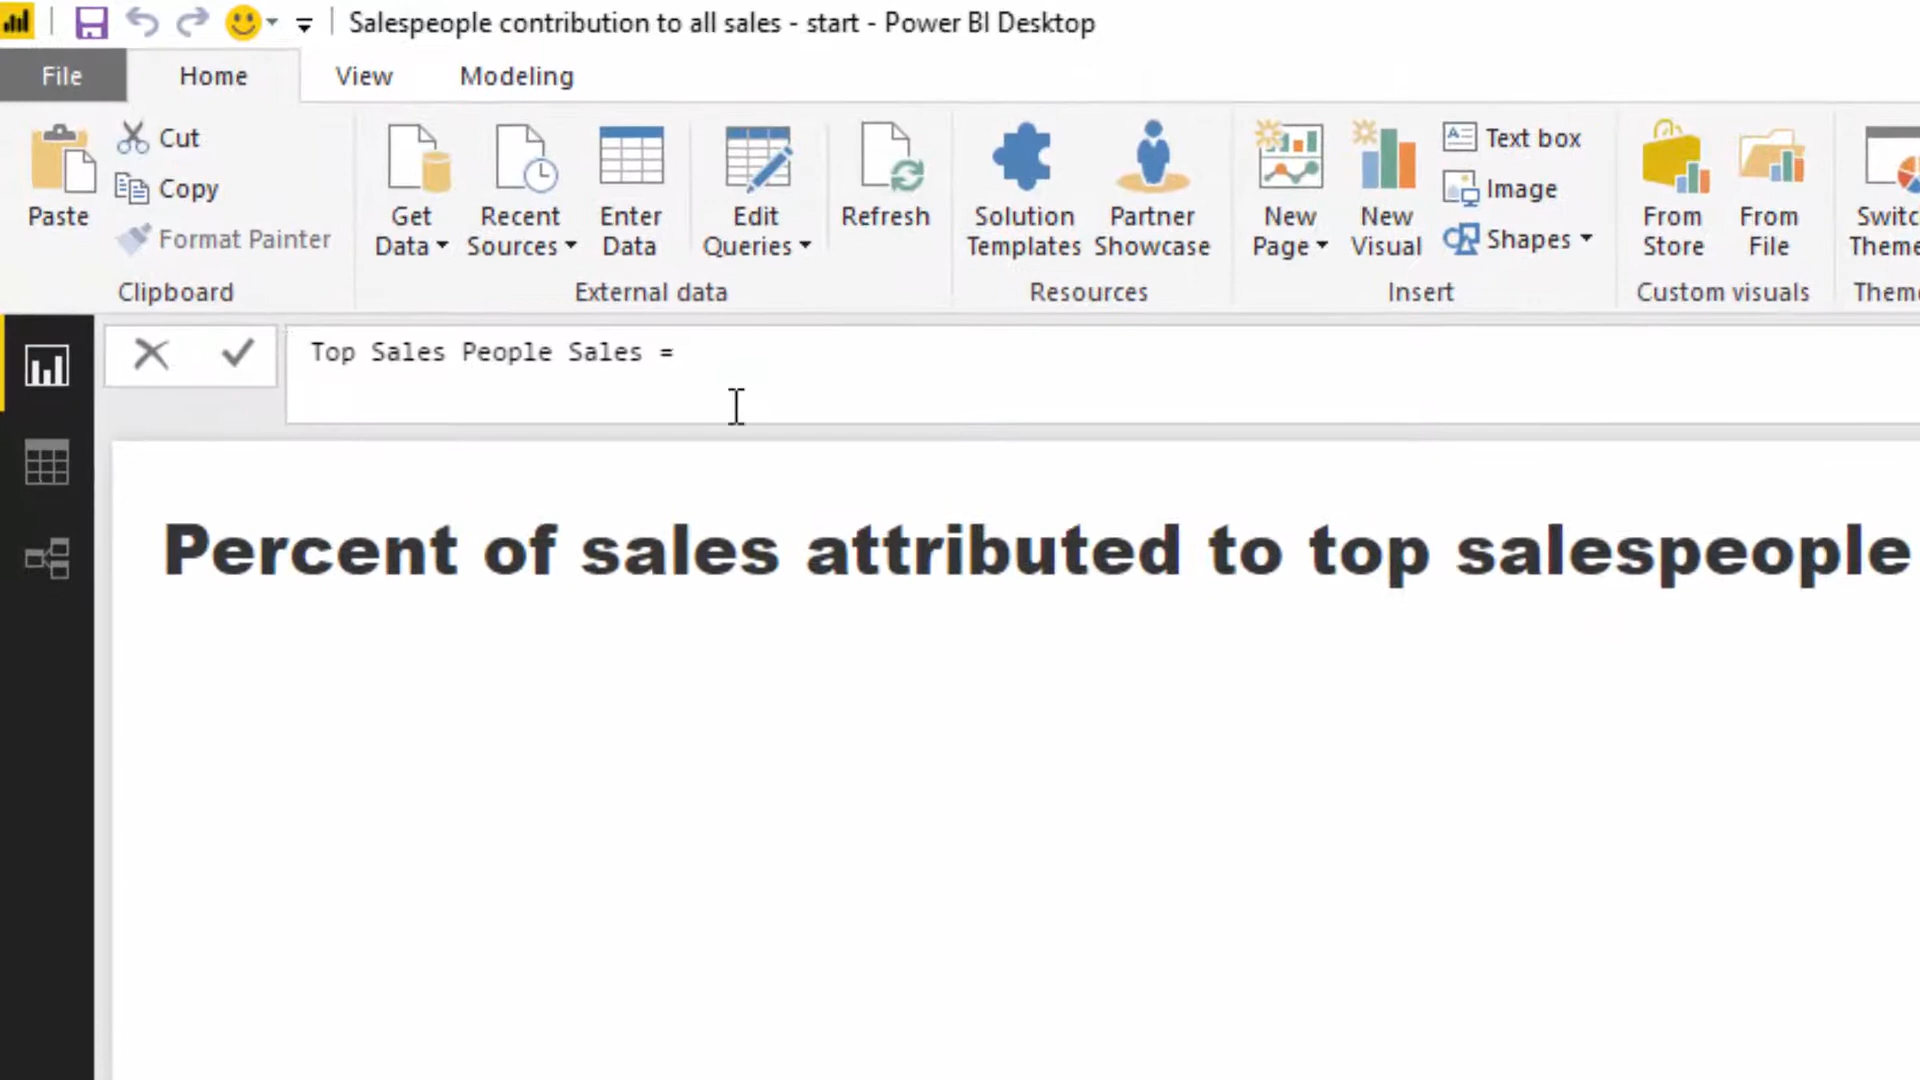 Salespeople contribution to all sales - start - Power BI Desktop
File Home View Modeling
Paste
Cut
Copy
Format Painter
Clipboard
Get Data
Recent Sources
Enter Data
Edit Queries
Refresh
External data
Solution Templates
Partner Showcase
Resources
New Page
New Visual
Text box
Image
Shapes
Insert
From Store
From File
Custom visuals
Top Sales People Sales =
Percent of sales attributed to top salespeople